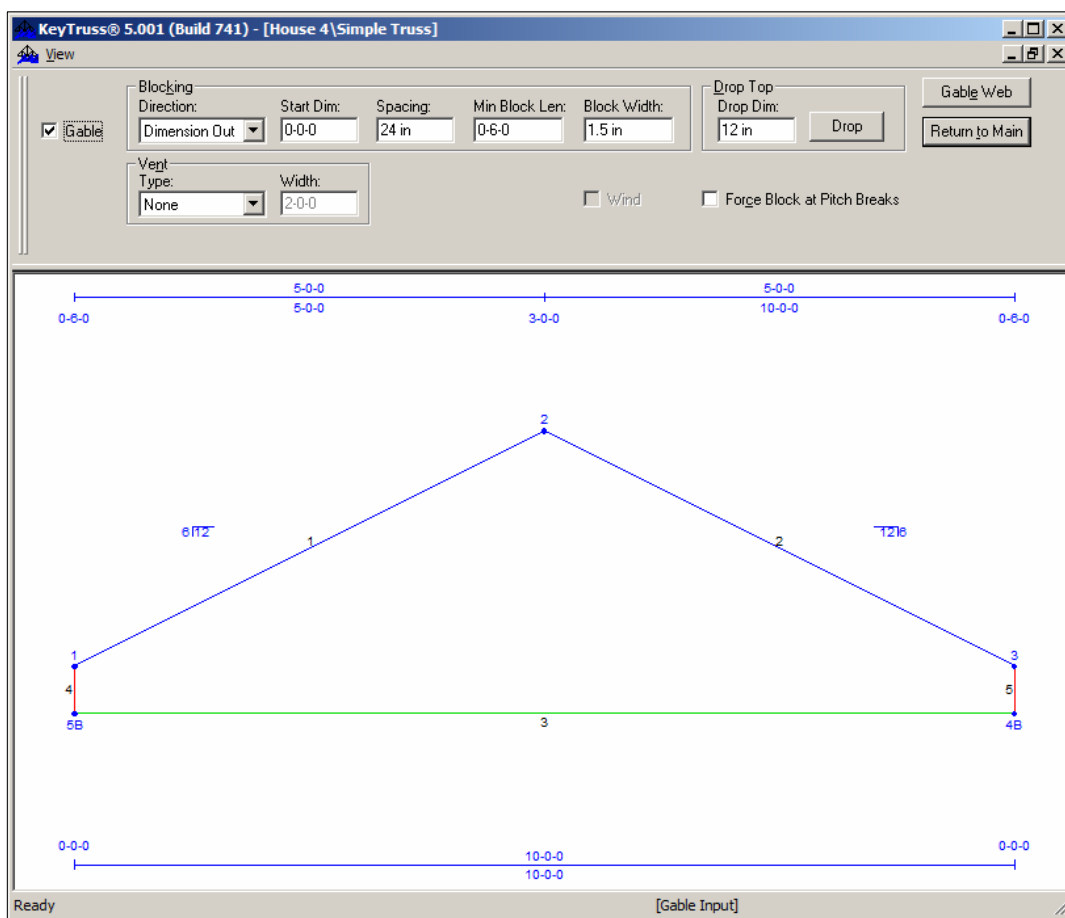 KeyTruss® 5.001 (Build 741) - [House 4\Simple Truss]
View
Blocking
Direction: Start Dim: Spacing: Min Block Len: Block Width:
Dimension Out 0-0-0 24 in 0-6-0 1.5 in
Drop Top
Drop Dim:
12 in Drop
Gable Web
Return to Main
Gable
Vent
Type: Width:
None 2-0-0
Wind
Force Block at Pitch Breaks
5-0-0 5-0-0
5-0-0 10-0-0
0-6-0 3-0-0 0-6-0
2
6 12 12 6
1 2
1 3
4 5
5B 3 4B
0-0-0 0-0-0
10-0-0
10-0-0
Ready [Gable Input]